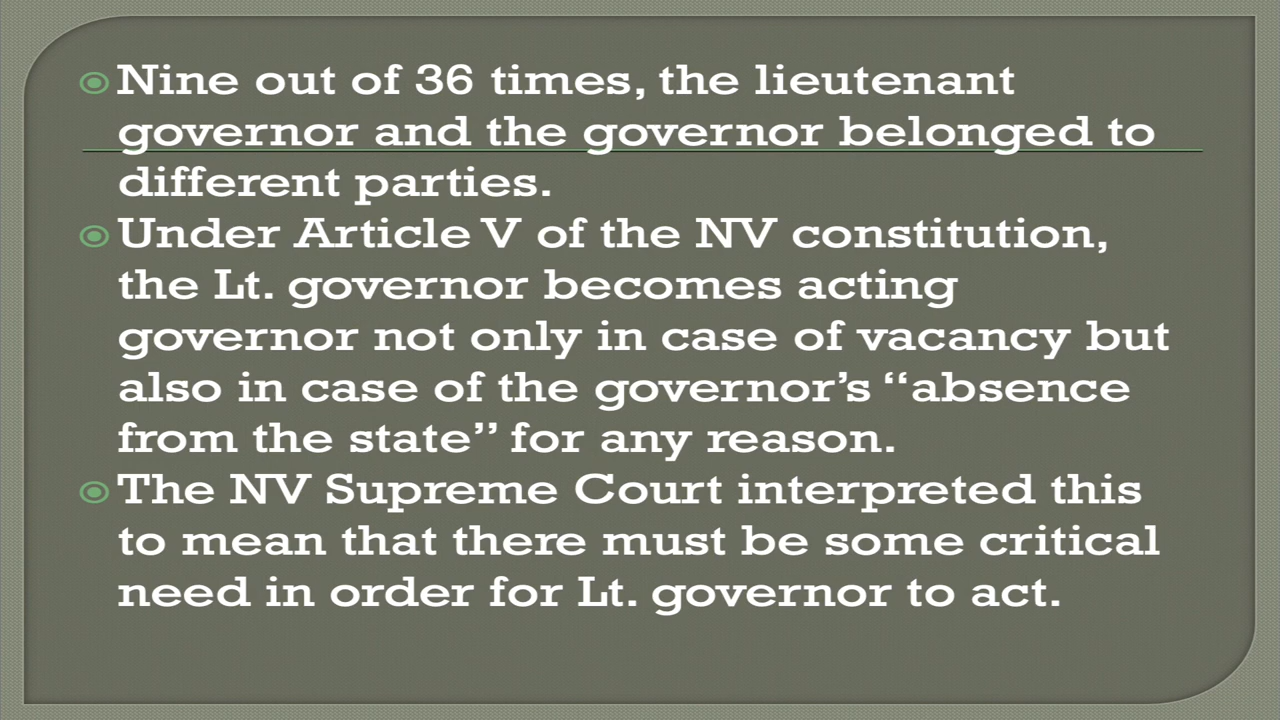 Nine out of 36 times, the lieutenant
governor and the governor belonged to
different parties.
Under Article V of the NV constitution,
the Lt. governor becomes acting
governor not only in case of vacancy but
also in case of the governor’s “absence
from the state” for any reason.
The NV Supreme Court interpreted this
to mean that there must be some critical
need in order for Lt. governor to act.